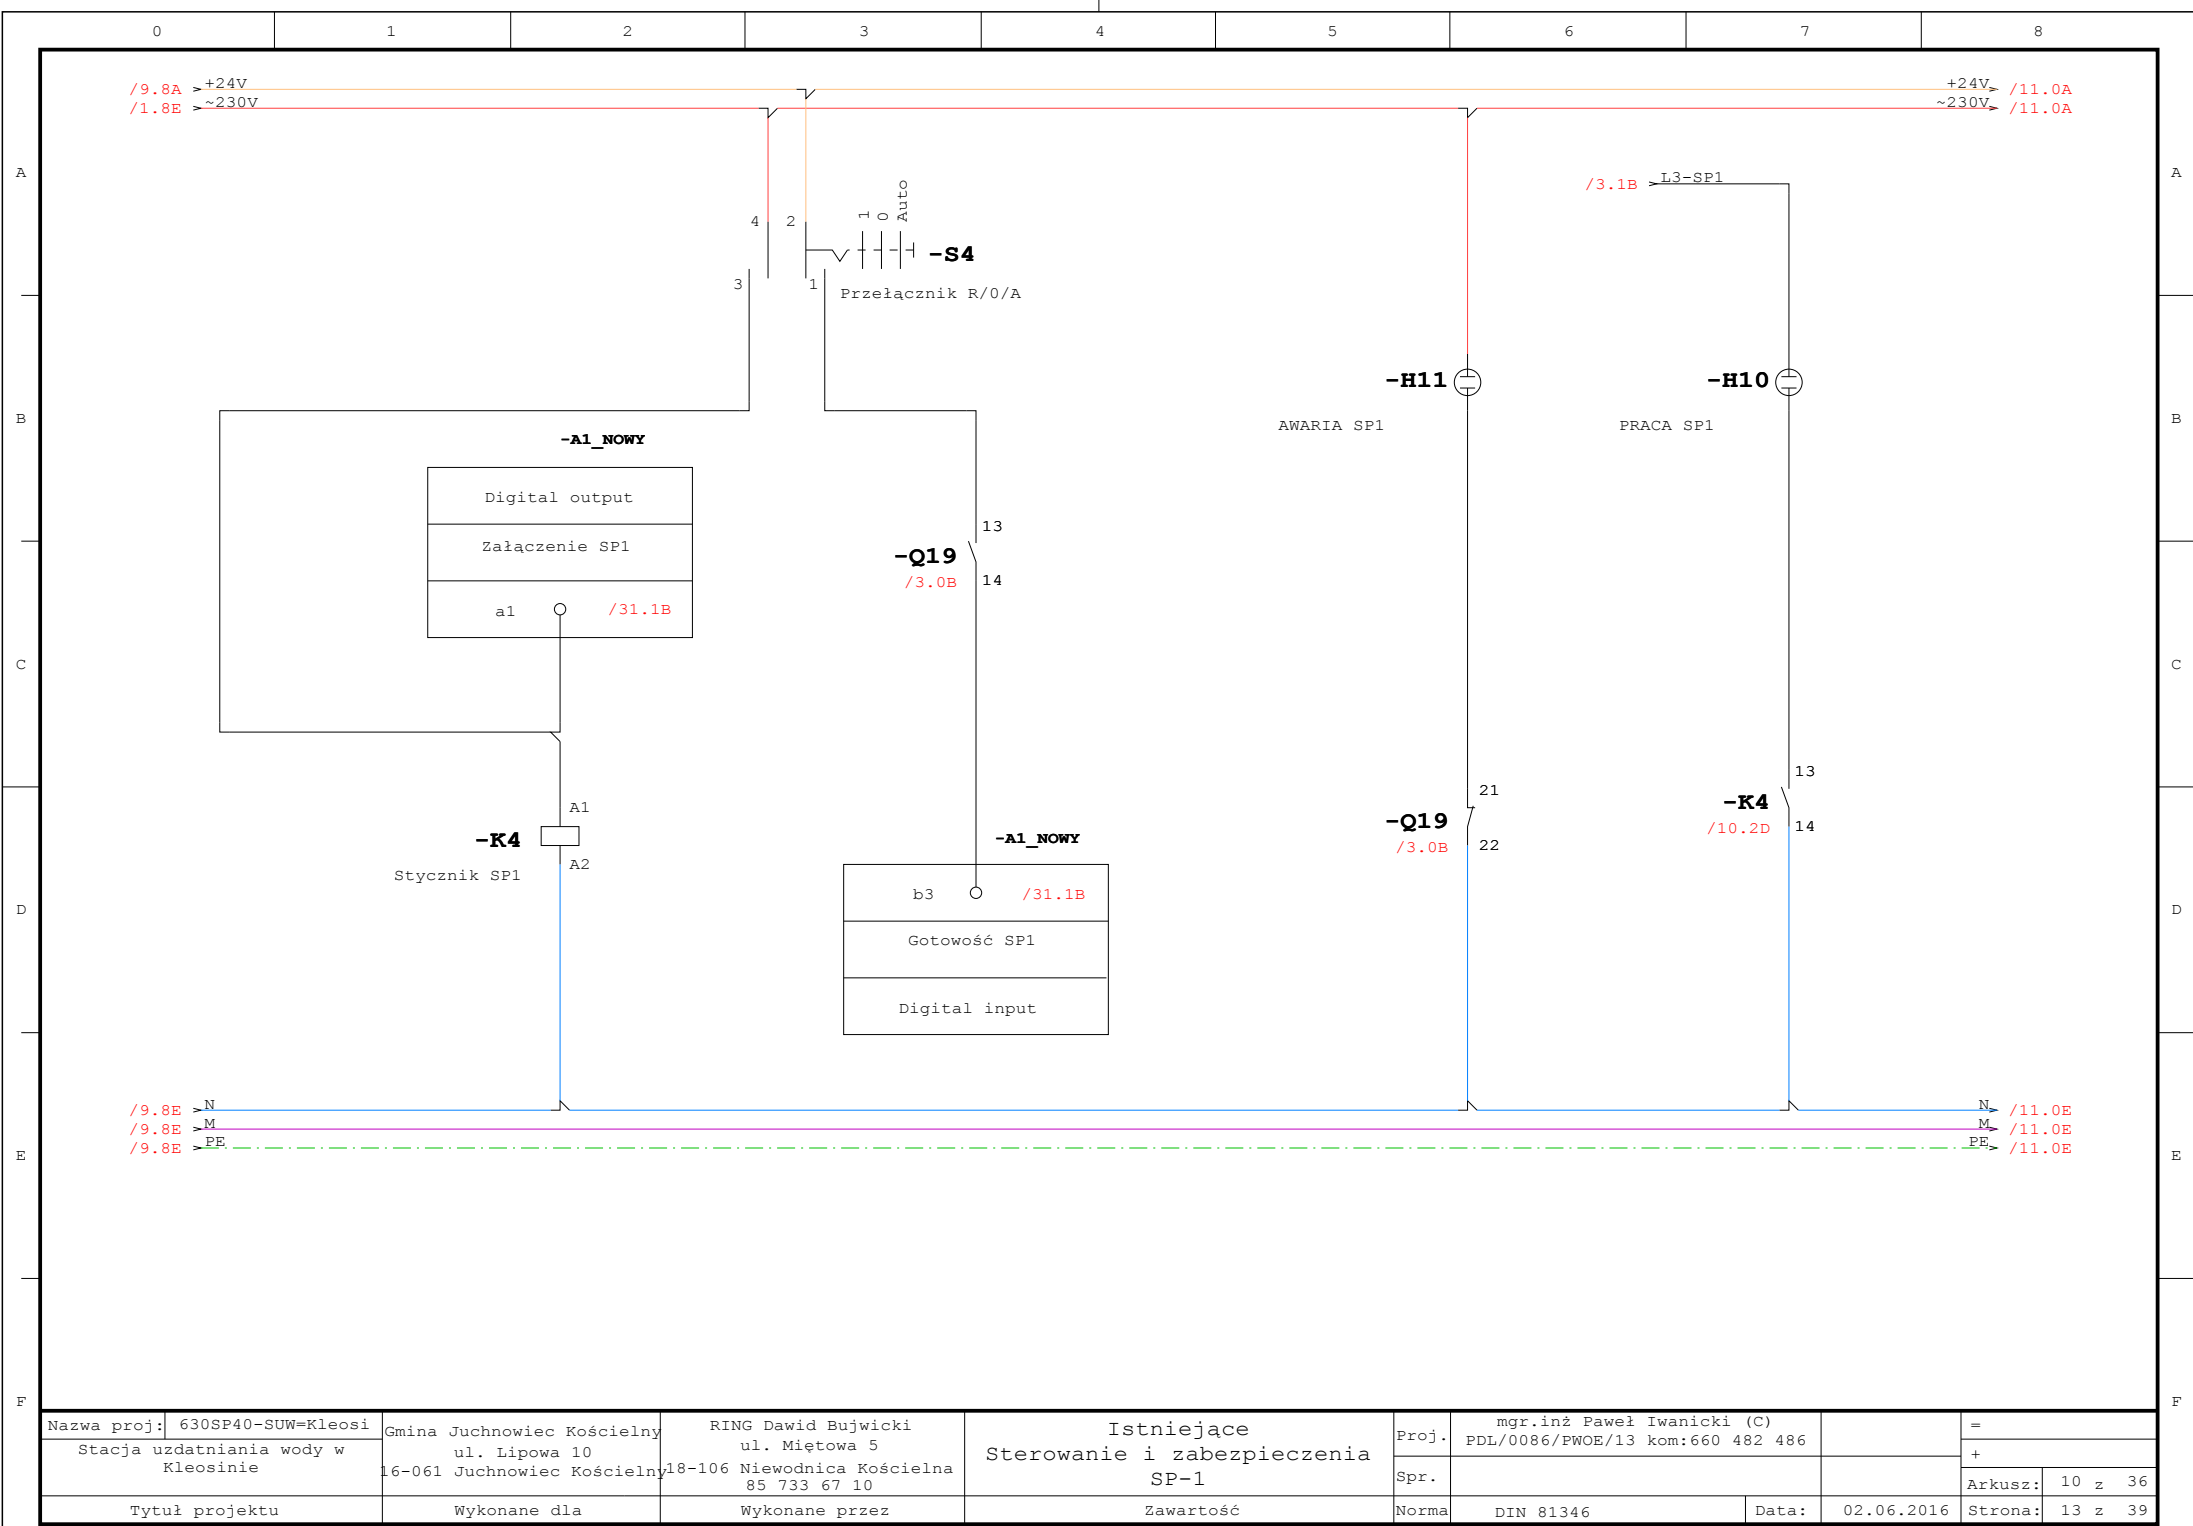 0 1 2 3 4 5 6 7 8
/9.8A +24V +24V /11.0A
/1.8E ~230V ~230V /11.0A
A A
/3.1B L3-SP1
1 0 Auto
4 2
-S4
3 1
Przełącznik R/0/A
-H11 -H10
B B
AWARIA SP1 PRACA SP1
-A1_NOWY
Digital output
13
Załączenie SP1
-Q19
/3.0B 14
a1 /31.1B
C C
13
21
A1 -K4
-Q19 /10.2D 14
-K4 -A1_NOWY
/3.0B 22
A2
Stycznik SP1
b3 /31.1B
D D
Gotowość SP1
Digital input
/9.8E N N /11.0E
/9.8E M M /11.0E
/9.8E PE PE /11.0E
E E
F F
Nazwa proj: 630SP40-SUW=Kleosi
Stacja uzdatniania wody w
Kleosinie
Tytuł projektu
Gmina Juchnowiec Kościelny
ul. Lipowa 10
16-061 Juchnowiec Kościelny
Wykonane dla
RING Dawid Bujwicki
ul. Miętowa 5
18-106 Niewodnica Kościelna
85 733 67 10
Wykonane przez
Istniejące
Sterowanie i zabezpieczenia
SP-1
Zawartość
Proj. mgr.inż Paweł Iwanicki (C)
PDL/0086/PWOE/13 kom:660 482 486
Spr.
Norma DIN 81346 Data: 02.06.2016
=
+
Arkusz: 10 z 36
Strona: 13 z 39